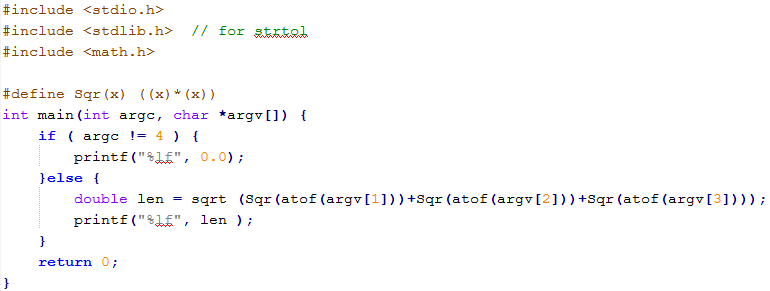 #include <stdio.h>
#include <stdlib.h>  // for strtol
#include <math.h>

#define Sqr(x) ((x)*(x))
int main(int argc, char *argv[]) {
    if ( argc != 4 ) {
        printf("%lf", 0.0);
    }else {
        double len = sqrt (Sqr(atof(argv[1]))+Sqr(atof(argv[2]))+Sqr(atof(argv[3])));
        printf("%lf", len );
    }
    return 0;
}